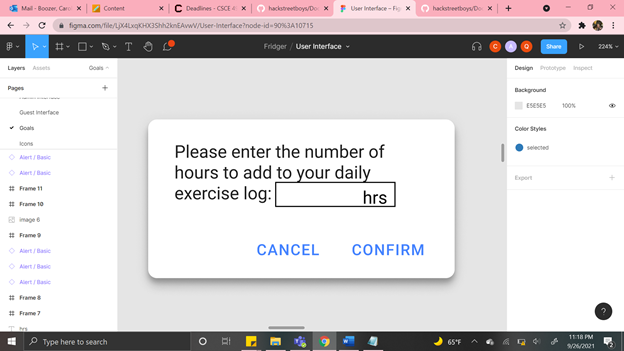 Mail - Boozer, Carol
Content
Deadlines - CSCE 4
hackstreetboys/Don
User Interface – Fig
hackstreetboys/Don
figma.com/file/LjX4LxqKHX3Shh2knEAvwV/User-Interface?node-id=90%3A10715
Fridger / User Interface
C A Q Share 224%
Layers Assets Goals
Pages
Guest Interface
Goals
Icons
Alert / Basic
Alert / Basic
Frame 11
Frame 10
image 6
Frame 9
Alert / Basic
Alert / Basic
Alert / Basic
Frame 8
Frame 7
hrs
Please enter the number of
hours to add to your daily
exercise log: hrs
CANCEL CONFIRM
Design Prototype Inspect
Background
E5E5E5 100%
Color Styles
selected
Export
?
Type here to search
65°F
11:18 PM
9/26/2021
2